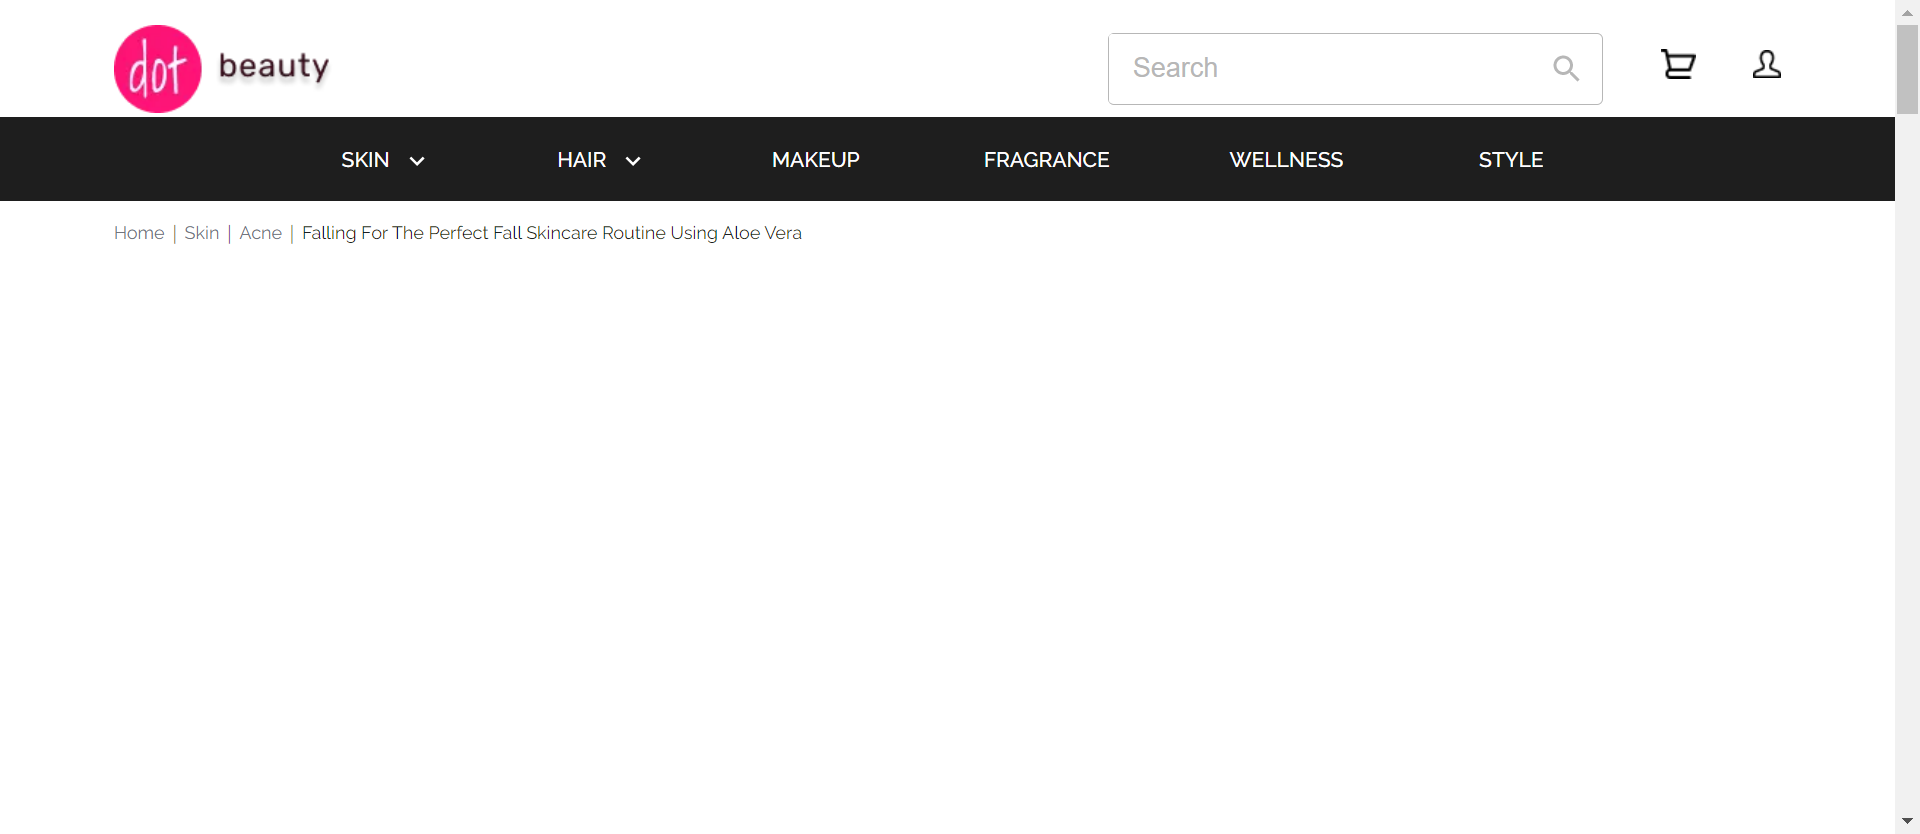 dot beauty
Search
SKIN HAIR MAKEUP FRAGRANCE WELLNESS STYLE
Home | Skin | Acne | Falling For The Perfect Fall Skincare Routine Using Aloe Vera